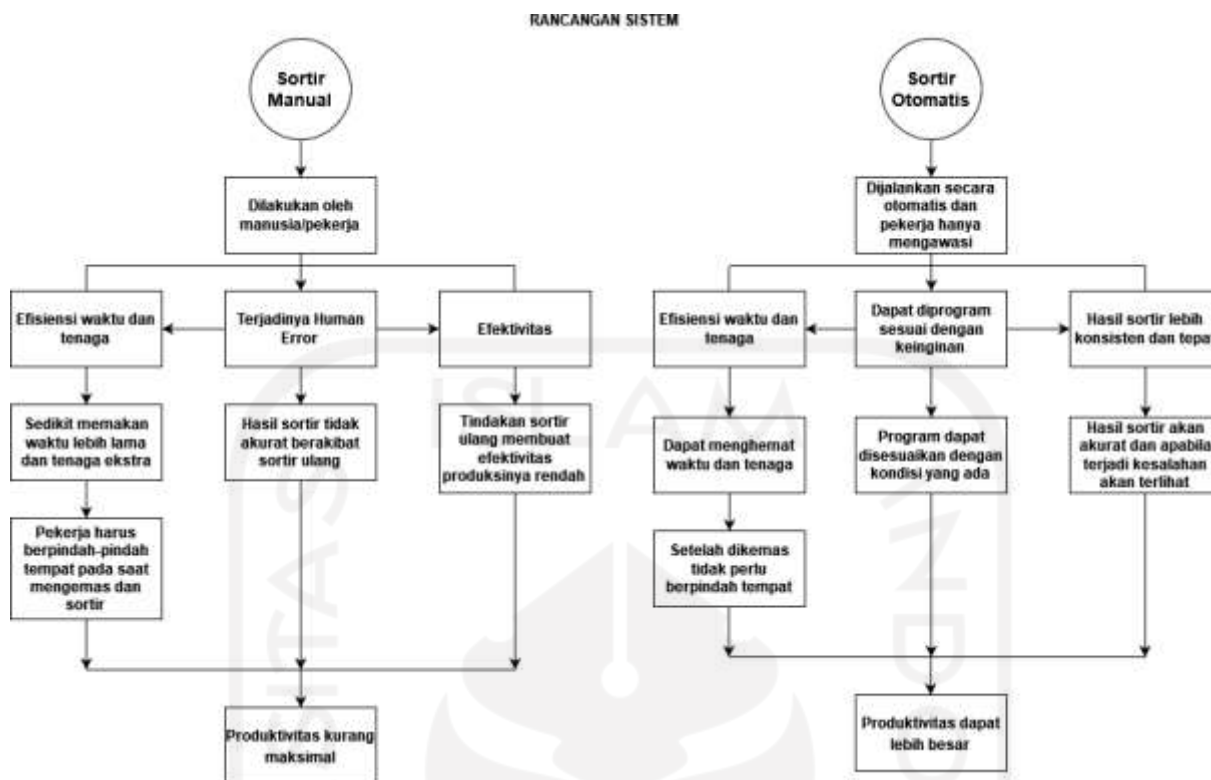 RANCANGAN SISTEM
Sortir
Manual
Dilakukan oleh
manusia/pekerja
Efisiensi waktu dan
tenaga
Terjadinya Human
Error
Efektivitas
Sedikit memakan
waktu lebih lama
dan tenaga ekstra
Hasil sortir tidak
akurat berakibat
sortir ulang
Tindakan sortir
ulang membuat
efektivitas
produksinya rendah
Pekerja harus
berpindah-pindah
tempat pada saat
mengemas dan
sortir
Produktivitas kurang
maksimal
Sortir
Otomatis
Dijalankan secara
otomatis dan
pekerja hanya
mengawasi
Efisiensi waktu dan
tenaga
Dapat diprogram
sesuai dengan
keinginan
Hasil sortir lebih
konsisten dan tepat
Dapat menghemat
waktu dan tenaga
Program dapat
disesuaikan dengan
kondisi yang ada
Hasil sortir akan
akurat dan apabila
terjadi kesalahan
akan terlihat
Setelah dikemas
tidak perlu
berpindah tempat
Produktivitas dapat
lebih besar
ISLAM
SITAS
INDO